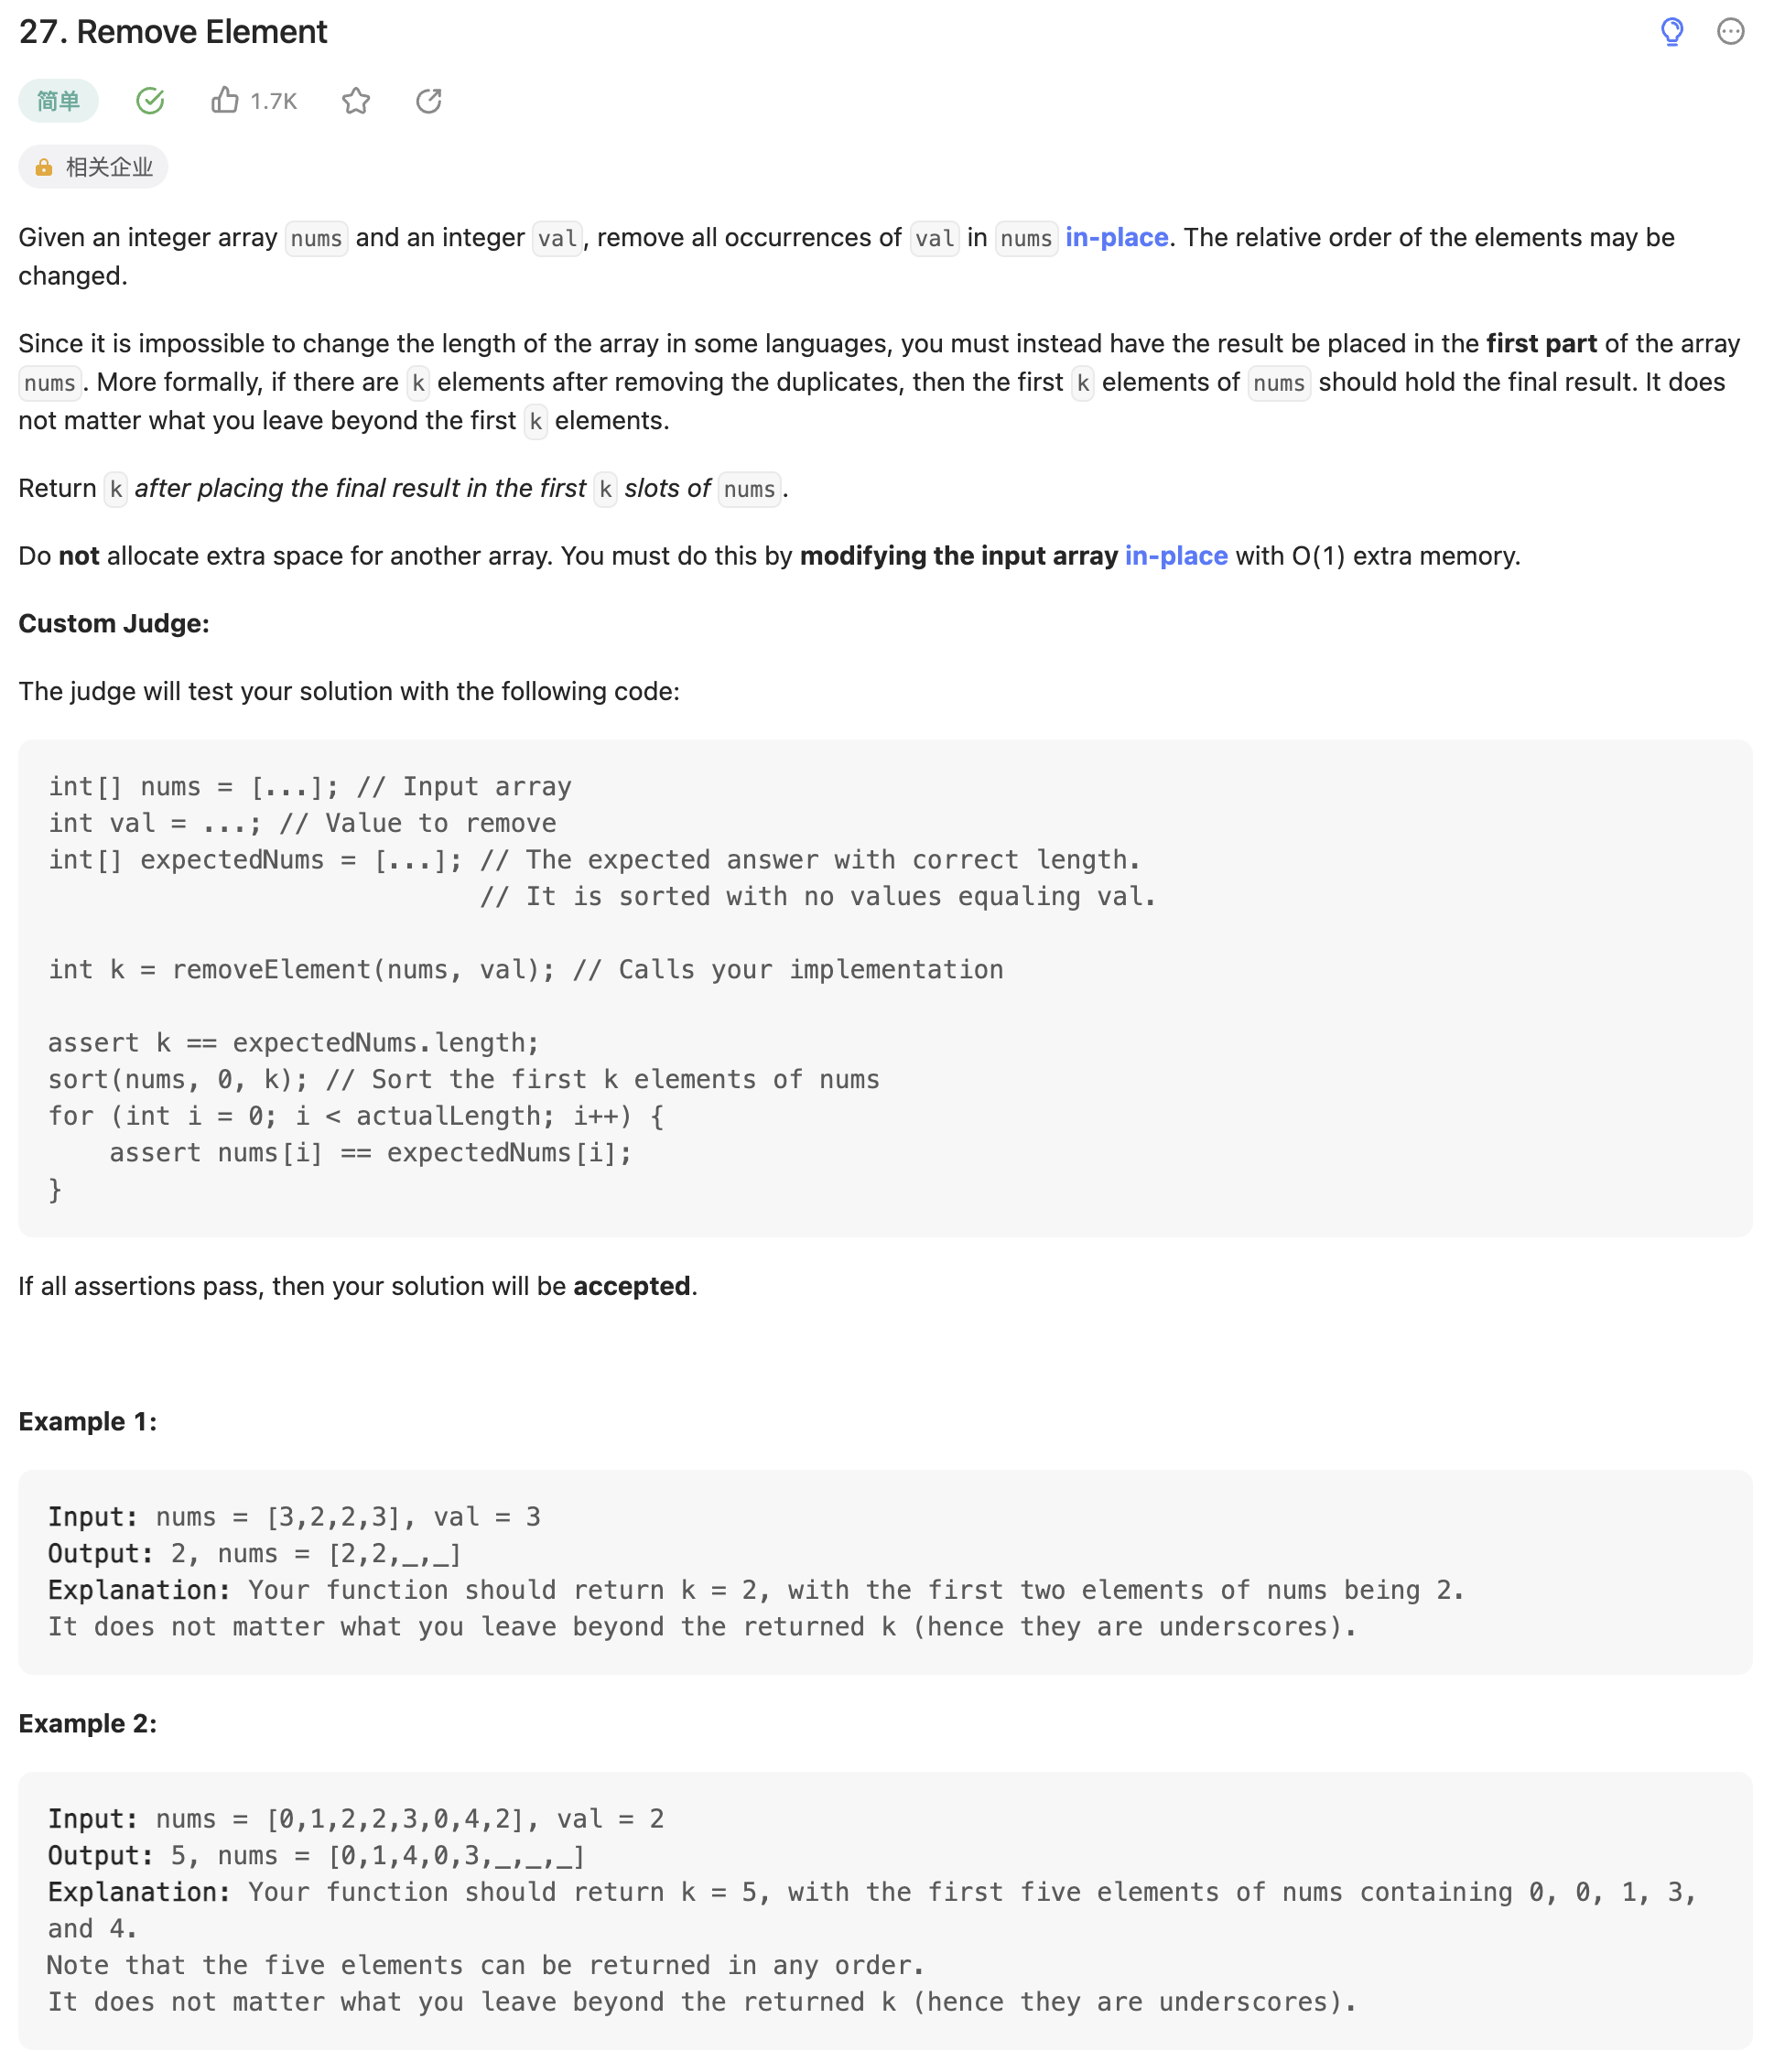 27. Remove Element
简单
1.7K
相关企业
Given an integer array nums and an integer val, remove all occurrences of val in nums in-place. The relative order of the elements may be
changed.
Since it is impossible to change the length of the array in some languages, you must instead have the result be placed in the first part of the array
nums. More formally, if there are k elements after removing the duplicates, then the first k elements of nums should hold the final result. It does
not matter what you leave beyond the first k elements.
Return k after placing the final result in the first k slots of nums.
Do not allocate extra space for another array. You must do this by modifying the input array in-place with O(1) extra memory.
Custom Judge:
The judge will test your solution with the following code:
int[] nums = [...]; // Input array
int val = ...; // Value to remove
int[] expectedNums = [...]; // The expected answer with correct length.
                            // It is sorted with no values equaling val.
int k = removeElement(nums, val); // Calls your implementation
assert k == expectedNums.length;
sort(nums, 0, k); // Sort the first k elements of nums
for (int i = 0; i < actualLength; i++) {
    assert nums[i] == expectedNums[i];
}
If all assertions pass, then your solution will be accepted.
Example 1:
Input: nums = [3,2,2,3], val = 3
Output: 2, nums = [2,2,_,_]
Explanation: Your function should return k = 2, with the first two elements of nums being 2.
It does not matter what you leave beyond the returned k (hence they are underscores).
Example 2:
Input: nums = [0,1,2,2,3,0,4,2], val = 2
Output: 5, nums = [0,1,4,0,3,_,_,_]
Explanation: Your function should return k = 5, with the first five elements of nums containing 0, 0, 1, 3,
and 4.
Note that the five elements can be returned in any order.
It does not matter what you leave beyond the returned k (hence they are underscores).